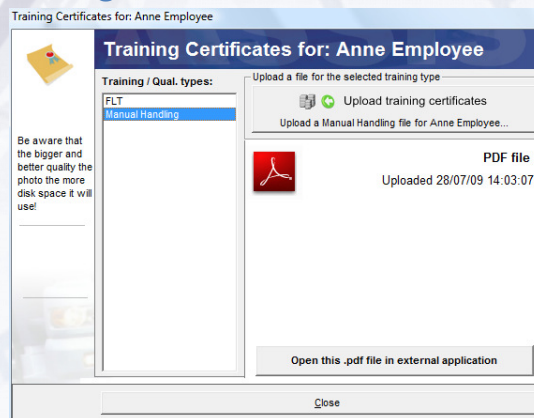 Training Certificates for: Anne Employee
Training Certificates for: Anne Employee
Training / Qual. types:
FLT
Manual Handling
Be aware that
the bigger and
better quality the
photo the more
disk space it will
use!
Upload a file for the selected training type
Upload training certificates
Upload a Manual Handling file for Anne Employee...
PDF file
Uploaded 28/07/09 14:03:07
Open this .pdf file in external application
Close